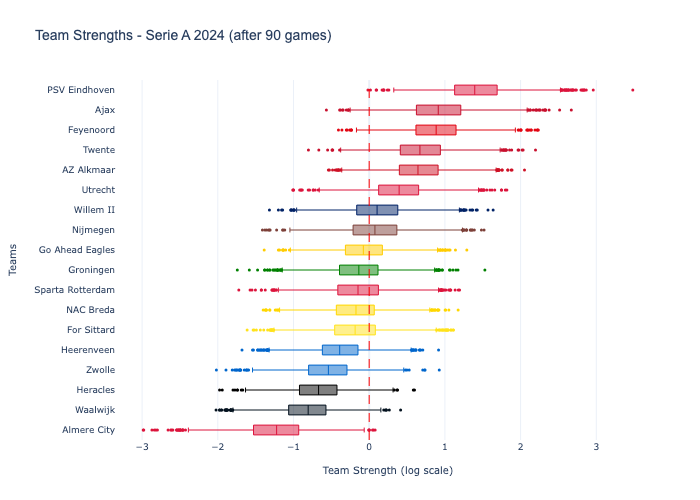 Team Strengths - Serie A 2024 (after 90 games)
PSV Eindhoven
Ajax
Feyenoord
Twente
AZ Alkmaar
Utrecht
Willem II
Nijmegen
Go Ahead Eagles
Groningen
Sparta Rotterdam
NAC Breda
For Sittard
Heerenveen
Zwolle
Heracles
Waalwijk
Almere City
Teams
−3 −2 −1 0 1 2 3
Team Strength (log scale)